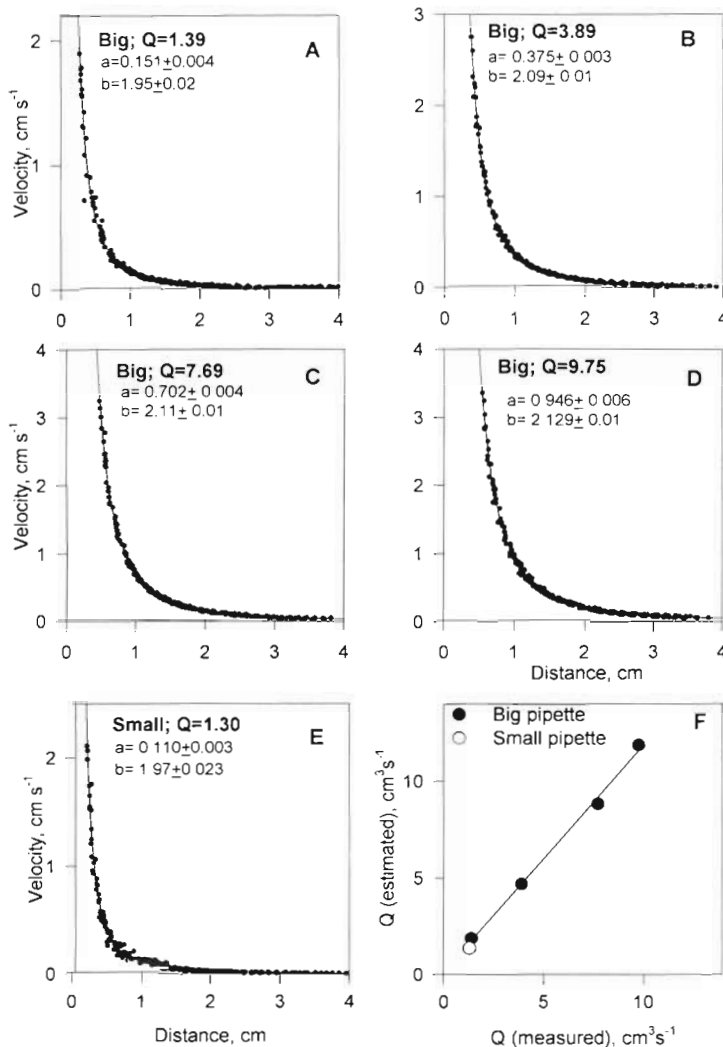 Big; Q=1.39
A
a=0.151±0.004
b=1.95±0.02
Velocity, cm s-1
2
1
0
0 1 2 3 4
Big; Q=3.89
B
a= 0.375± 0 003
b= 2.09± 0 01
3
2
1
0
0 1 2 3 4
Big; Q=7.69
C
a= 0.702± 0 004
b= 2.11± 0.01
Velocity, cm s-1
4
3
2
1
0
0 1 2 3 4
Big; Q=9.75
D
a= 0 946± 0 006
b= 2 129± 0.01
4
3
2
1
0
0 1 2 3 4
Distance, cm
Small; Q=1.30
E
a= 0 110±0.003
b= 1 97±0 023
Velocity, cm s-1
2
1
0
0 1 2 3 4
Distance, cm
Big pipette
F
Small pipette
Q (estimated), cm3s-1
10
5
0
0 5 10
Q (measured), cm3s-1